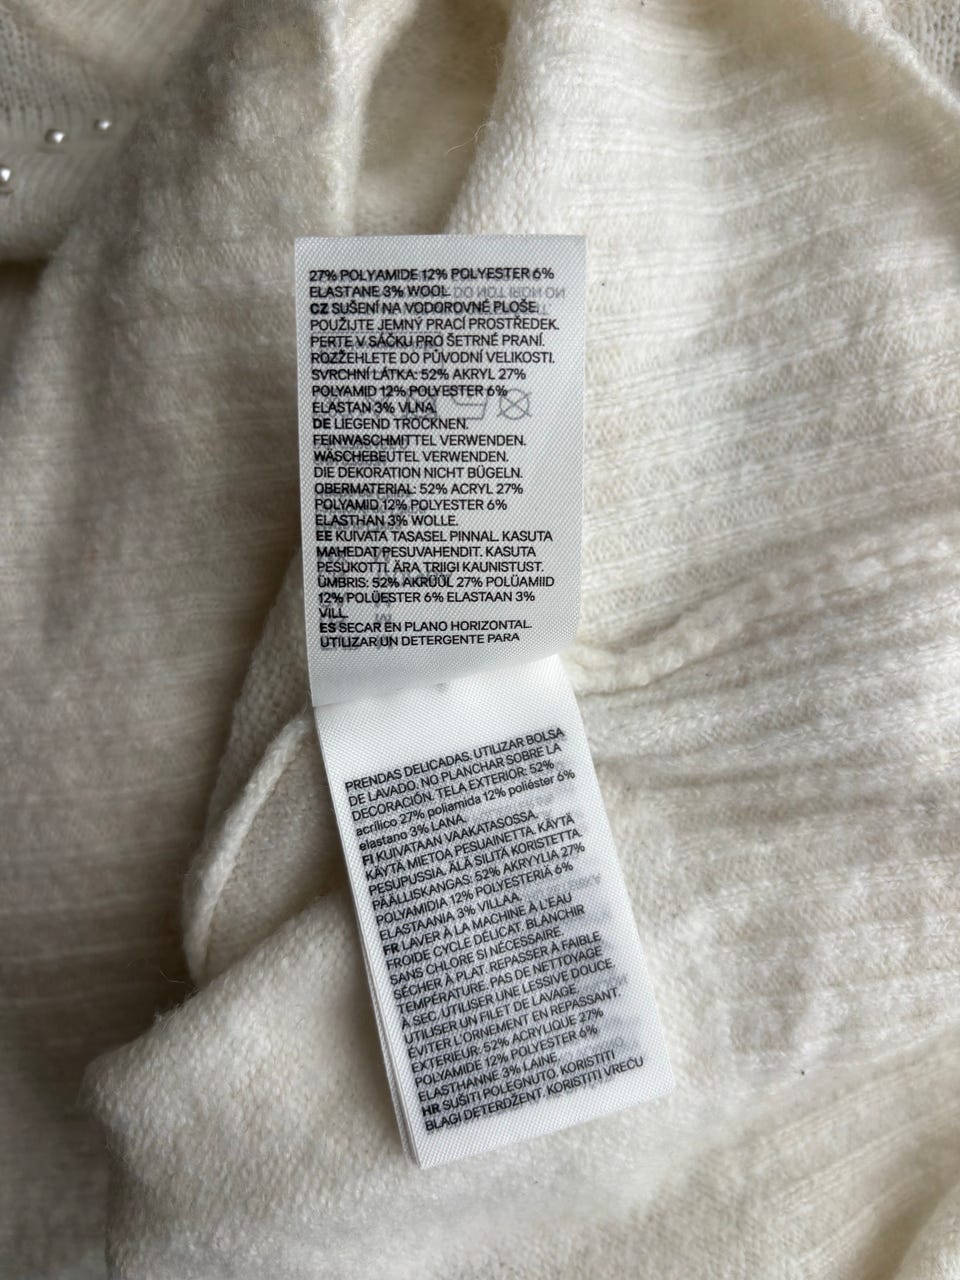 27% POLYAMIDE 12% POLYESTER 6%
ELASTANE 3% WOOL.
CZ SUŠENÍ NA VODOROVNÉ PLOŠE.
POUŽIJTE JEMNÝ PRACÍ PROSTŘEDEK.
PERTE V SÁČKU PRO ŠETRNÉ PRANÍ.
ROZŽEHLETE DO PŮVODNÍ VELIKOSTI.
SVRCHNÍ LÁTKA: 52% AKRYL 27%
POLYAMID 12% POLYESTER 6%
ELASTAN 3% VLNA.
DE LIEGEND TROCKNEN.
FEINWASCHMITTEL VERWENDEN.
WÄSCHEBEUTEL VERWENDEN.
DIE DEKORATION NICHT BÜGELN.
OBERMATERIAL: 52% ACRYL 27%
POLYAMID 12% POLYESTER 6%
ELASTHAN 3% WOLLE.
EE KUIVATA TASASEL PINNAL. KASUTA
MAHEDAT PESUVAHENDIT. KASUTA
PESUKOTTI. ÄRA TRIIGI KAUNISTUST.
ÜMBRIS: 52% AKRÜÜL 27% POLÜAMIID
12% POLÜESTER 6% ELASTAAN 3%
VILL.
ES SECAR EN PLANO HORIZONTAL.
UTILIZAR UN DETERGENTE PARA
PRENDAS DELICADAS. UTILIZAR BOLSA
DE LAVADO. NO PLANCHAR SOBRE LA
DECORACIÓN. TELA EXTERIOR: 52%
acrílico 27% poliamida 12% poliéster 6%
elastano 3% LANA.
FI KUIVATAAN VAAKATASOSSA.
KÄYTÄ MIETOA PESUAINETTA. KÄYTÄ
PESUPUSSIA. ÄLÄ SILITÄ KORISTETTA.
PÄÄLLISKANGAS: 52% AKRYYLIA 27%
POLYAMIDIA 12% POLYESTERIÄ 6%
ELASTAANIA 3% VILLAA.
FR LAVER À LA MACHINE À L'EAU
FROIDE CYCLE DÉLICAT. BLANCHIR
SANS CHLORE SI NÉCESSAIRE.
SÉCHER À PLAT. REPASSER À FAIBLE
TEMPÉRATURE. PAS DE NETTOYAGE
À SEC. UTILISER UNE LESSIVE DOUCE.
UTILISER UN FILET DE LAVAGE.
ÉVITER L'ORNEMENT EN REPASSANT.
EXTERIEUR: 52% ACRYLIQUE 27%
POLYAMIDE 12% POLYESTER 6%
ELASTHANNE 3% LAINE.
HR SUŠITI POLEGNUTO. KORISTITI
BLAGI DETERDŽENT. KORISTITI VREĆU